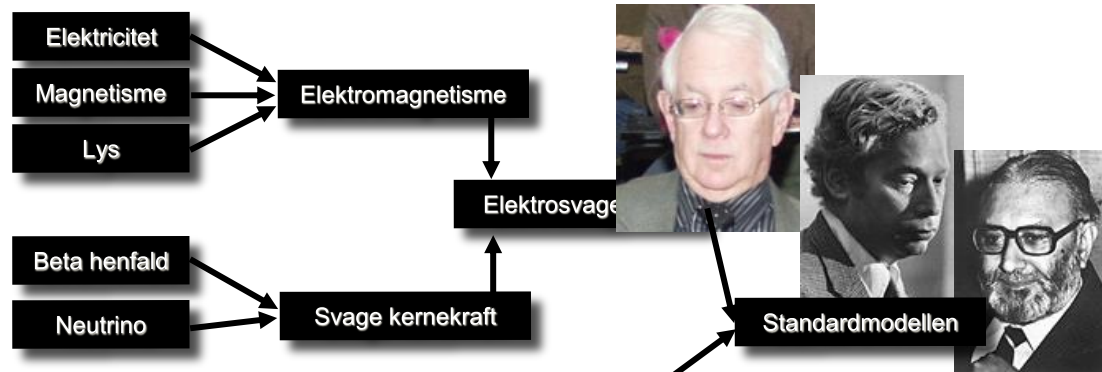 Elektricitet
Magnetisme
Lys
Elektromagnetisme
Elektrosvage
Beta henfald
Neutrino
Svage kernekraft
Standardmodellen